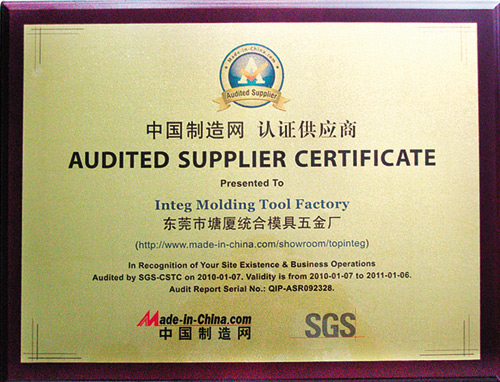 Made-in-China.com
Audited Supplier
中国制造网 认证供应商
AUDITED SUPPLIER CERTIFICATE
Presented To
Integ Molding Tool Factory
东莞市塘厦统合模具五金厂
(http://www.made-in-china.com/showroom/topinteg)
In Recognition of Your Site Existence & Business Operations
Audited by SGS-CSTC on 2010-01-07. Validity is from 2010-01-07 to 2011-01-06.
Audit Report Serial No.: QIP-ASR092328.
Made-in-China.com
中国制造网
SGS